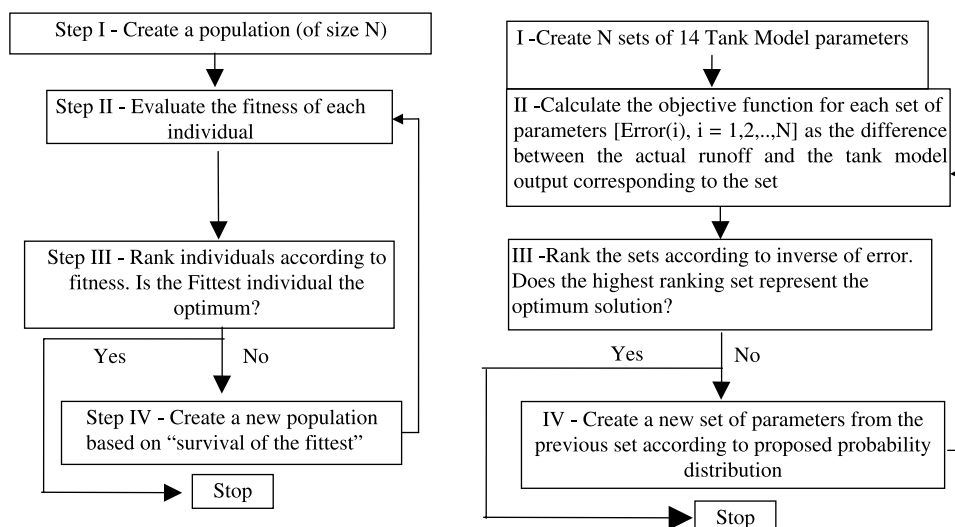 Step I - Create a population (of size N)
Step II - Evaluate the fitness of each
individual
Step III - Rank individuals according to
fitness. Is the Fittest individual the
optimum?
Yes
No
Step IV - Create a new population
based on “survival of the fittest”
Stop
I -Create N sets of 14 Tank Model parameters
II -Calculate the objective function for each set of
parameters [Error(i), i = 1,2,..,N] as the difference
between the actual runoff and the tank model
output corresponding to the set
III -Rank the sets according to inverse of error.
Does the highest ranking set represent the
optimum solution?
Yes
No
IV - Create a new set of parameters from the
previous set according to proposed probability
distribution
Stop